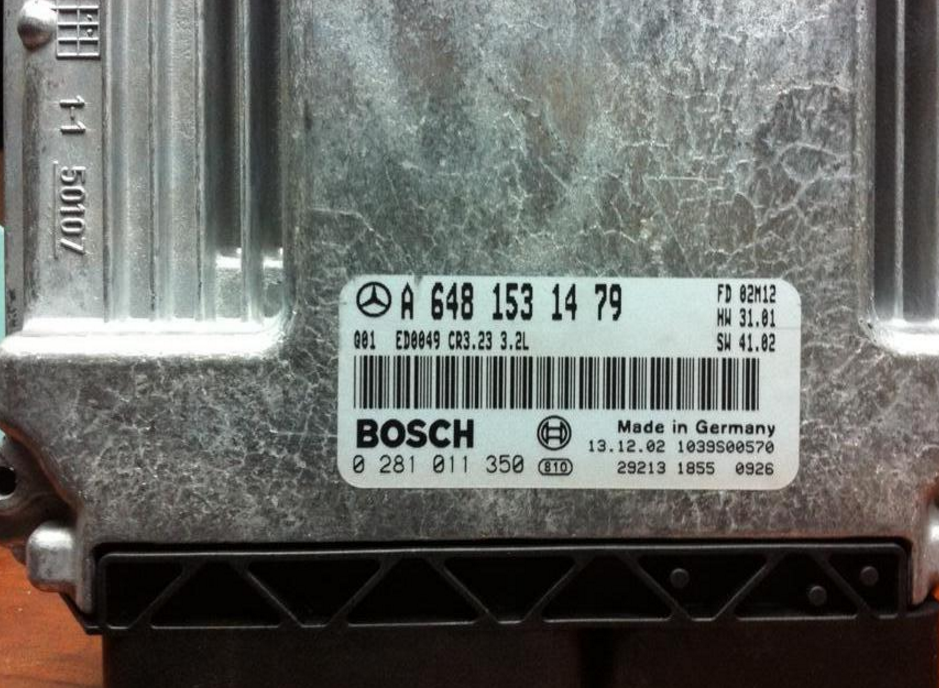 1-1 50107
A 648 153 14 79
FD 02M12
HW 31.01
Q01 ED0049 CR3.23 3.2L
SW 41.02
BOSCH
Made in Germany
13.12.02 1039S00570
0 281 011 350 810
29213 1855 0926